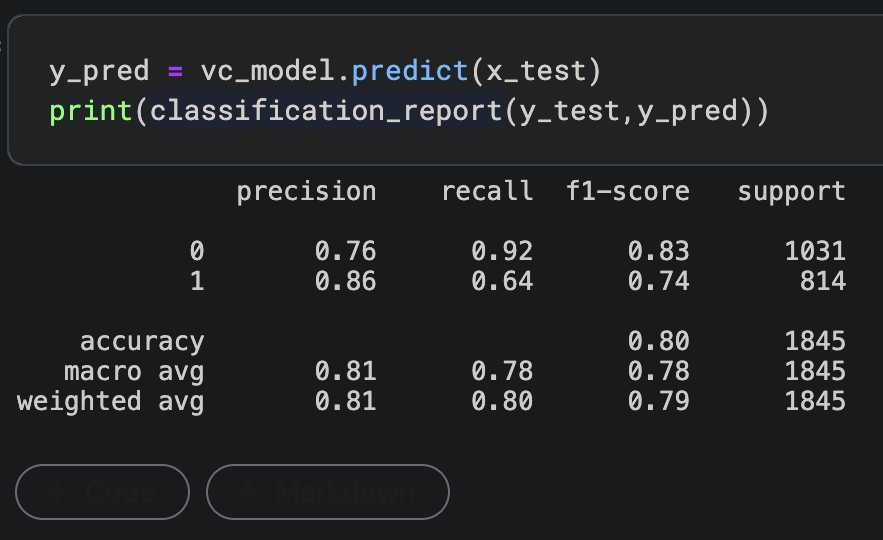 y_pred = vc_model.predict(x_test)
print(classification_report(y_test,y_pred))
precision recall f1-score support
0 0.76 0.92 0.83 1031
1 0.86 0.64 0.74 814
accuracy 0.80 1845
macro avg 0.81 0.78 0.78 1845
weighted avg 0.81 0.80 0.79 1845
+ Code + Markdown